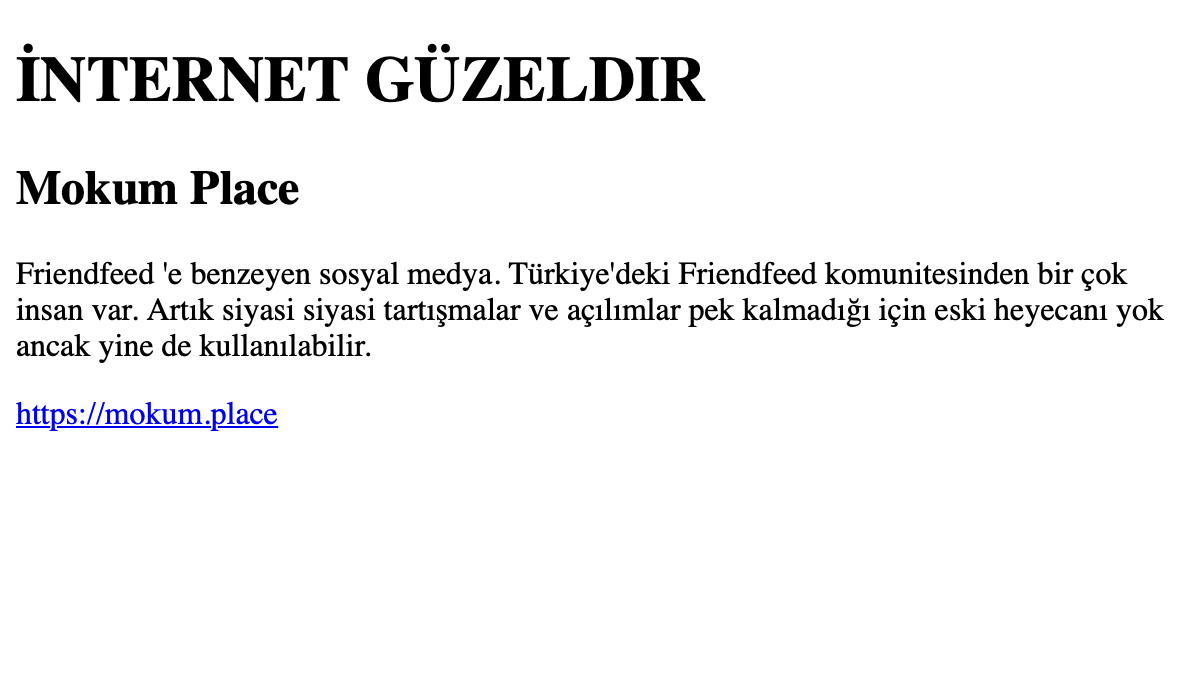 İNTERNET GÜZELDIR
Mokum Place
Friendfeed 'e benzeyen sosyal medya. Türkiye'deki Friendfeed komunitesinden bir çok
insan var. Artık siyasi siyasi tartışmalar ve açılımlar pek kalmadığı için eski heyecanı yok
ancak yine de kullanılabilir.
https://mokum.place